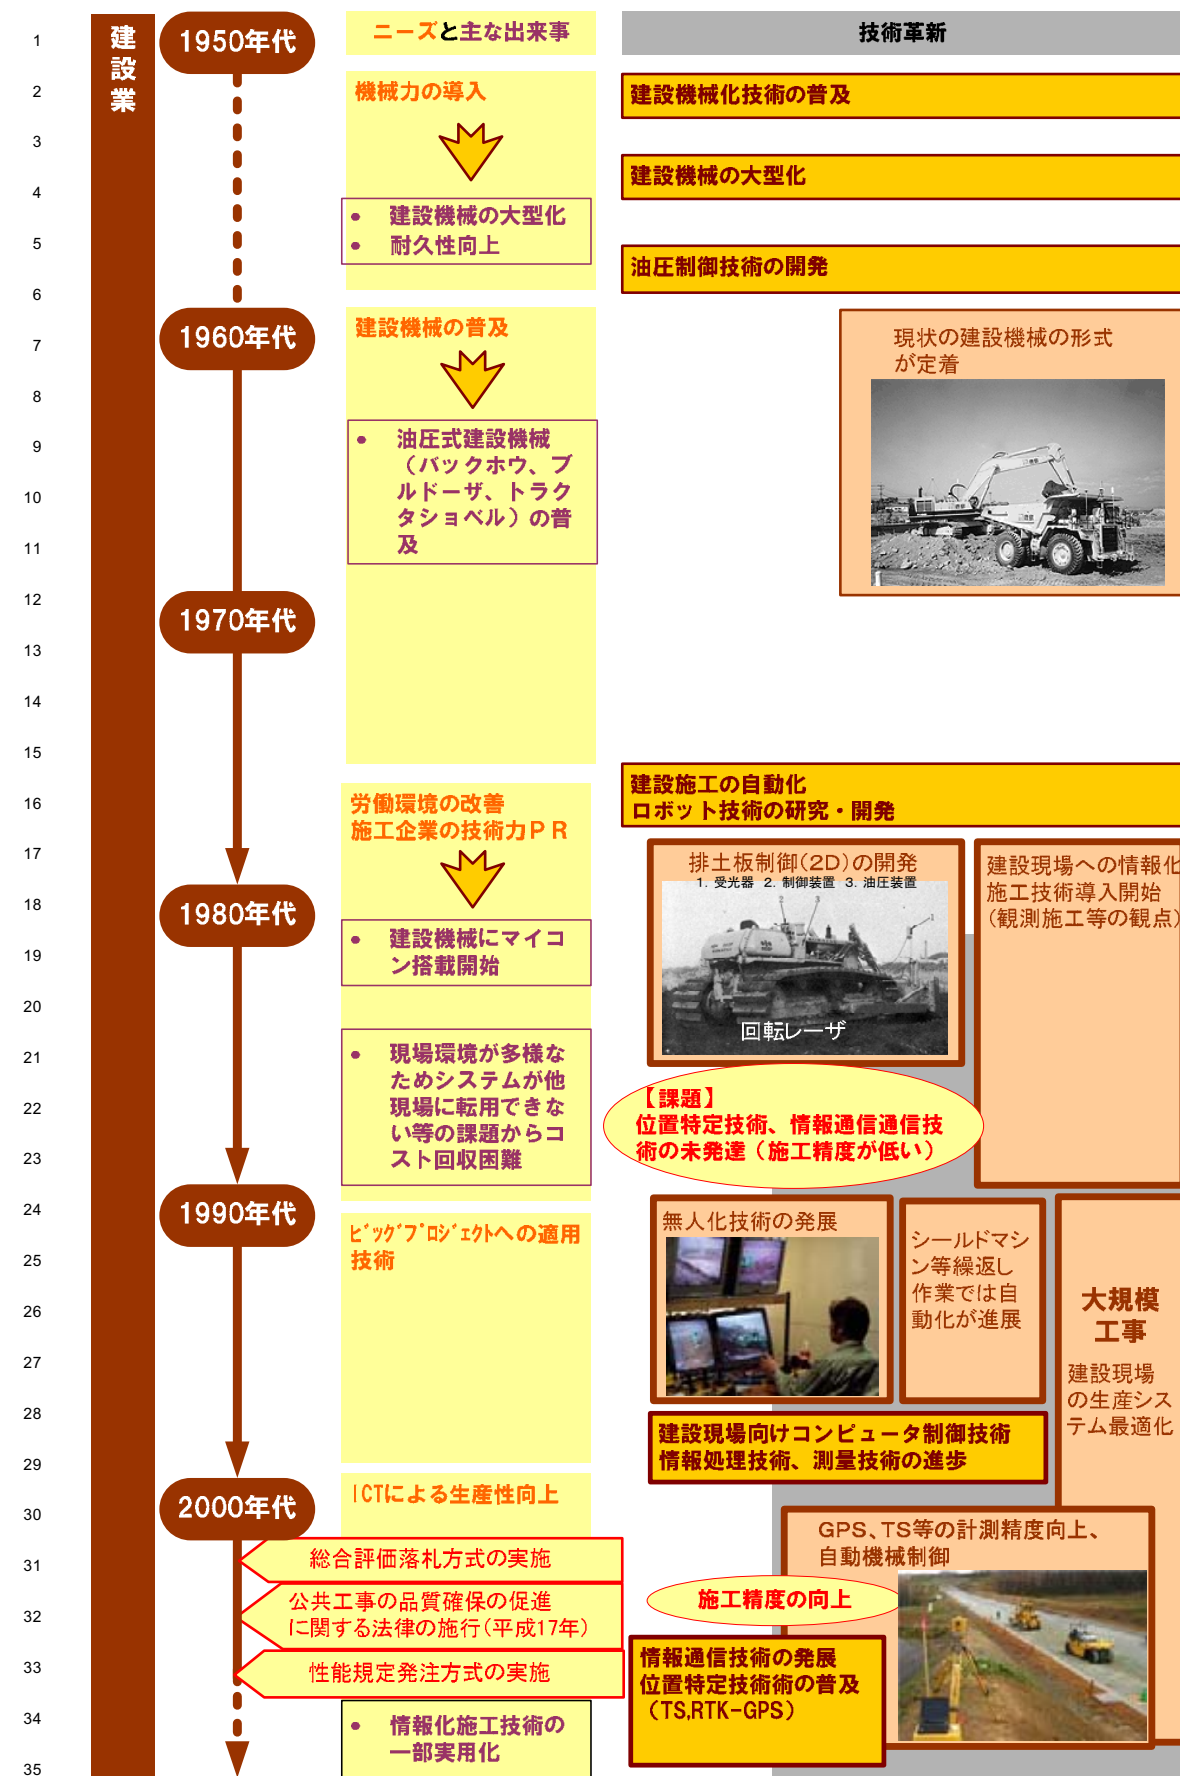 1
2
3
4
5
6
7
8
9
10
11
12
13
14
15
16
17
18
19
20
21
22
23
24
25
26
27
28
29
30
31
32
33
34
35
建設業
1950年代
1960年代
1970年代
1980年代
1990年代
2000年代
ニーズと主な出来事
機械力の導入
• 建設機械の大型化
• 耐久性向上
建設機械の普及
• 油圧式建設機械
（バックホウ、ブ
ルドーザ、トラク
タショベル）の普
及
労働環境の改善
施工企業の技術力ＰＲ
• 建設機械にマイコ
ン搭載開始
• 現場環境が多様な
ためシステムが他
現場に転用できな
い等の課題からコ
スト回収困難
ﾋﾞｯｸﾞﾌﾟﾛｼﾞｪｸﾄへの適用
技術
ICTによる生産性向上
総合評価落札方式の実施
公共工事の品質確保の促進
に関する法律の施行(平成17年)
性能規定発注方式の実施
• 情報化施工技術の
一部実用化
技術革新
建設機械化技術の普及
建設機械の大型化
油圧制御技術の開発
現状の建設機械の形式
が定着
建設施工の自動化
ロボット技術の研究・開発
排土板制御(2D)の開発
1. 受光器 2. 制御装置 3. 油圧装置
2 3
1
回転レーザ
建設現場への情報化
施工技術導入開始
(観測施工等の観点)
【課題】
位置特定技術、情報通信通信技
術の未発達（施工精度が低い）
無人化技術の発展
シールドマシ
ン等繰返し
作業では自
動化が進展
大規模
工事
建設現場
の生産シス
テム最適化
建設現場向けコンピュータ制御技術
情報処理技術、測量技術の進歩
GPS、TS等の計測精度向上、
自動機械制御
施工精度の向上
情報通信技術の発展
位置特定技術術の普及
（TS,RTK−GPS）